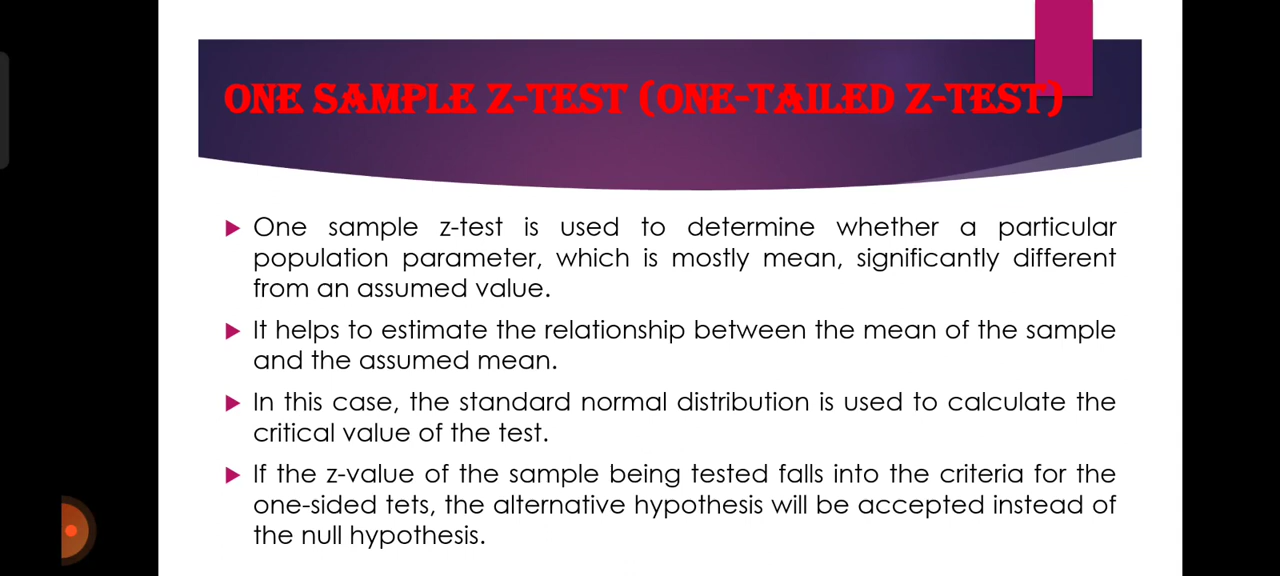 ONE SAMPLE Z-TEST (ONE-TAILED Z-TEST)
One sample z-test is used to determine whether a particular
population parameter, which is mostly mean, significantly different
from an assumed value.
It helps to estimate the relationship between the mean of the sample
and the assumed mean.
In this case, the standard normal distribution is used to calculate the
critical value of the test.
If the z-value of the sample being tested falls into the criteria for the
one-sided tets, the alternative hypothesis will be accepted instead of
the null hypothesis.